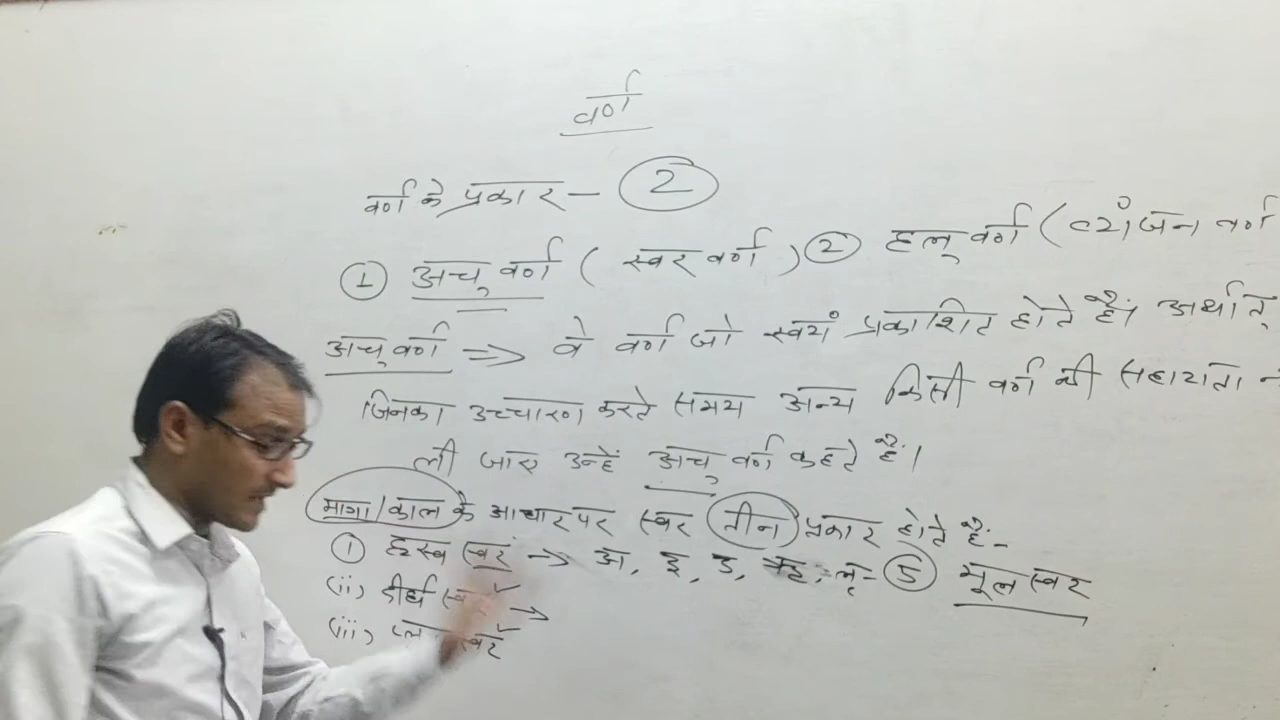 वर्ण
वर्ण के प्रकार – 2
① अच् वर्ण ( स्वर वर्ण ) ② हल् वर्ण ( व्यंजन वर्ण
अच् वर्ण => वे वर्ण जो स्वयं प्रकाशित होते हैं। अर्थात्
जिनका उच्चारण करते समय अन्य किसी वर्ण की सहायता न
ली जाए उन्हें अच् वर्ण कहते हैं।
मात्रा/काल के आधार पर स्वर तीन प्रकार होते हैं–
① ह्रस्व स्वर -> अ, इ, उ, ऋ, लृ- 5 मूल स्वर
(ii) दीर्घ ->
(iii) स्वर